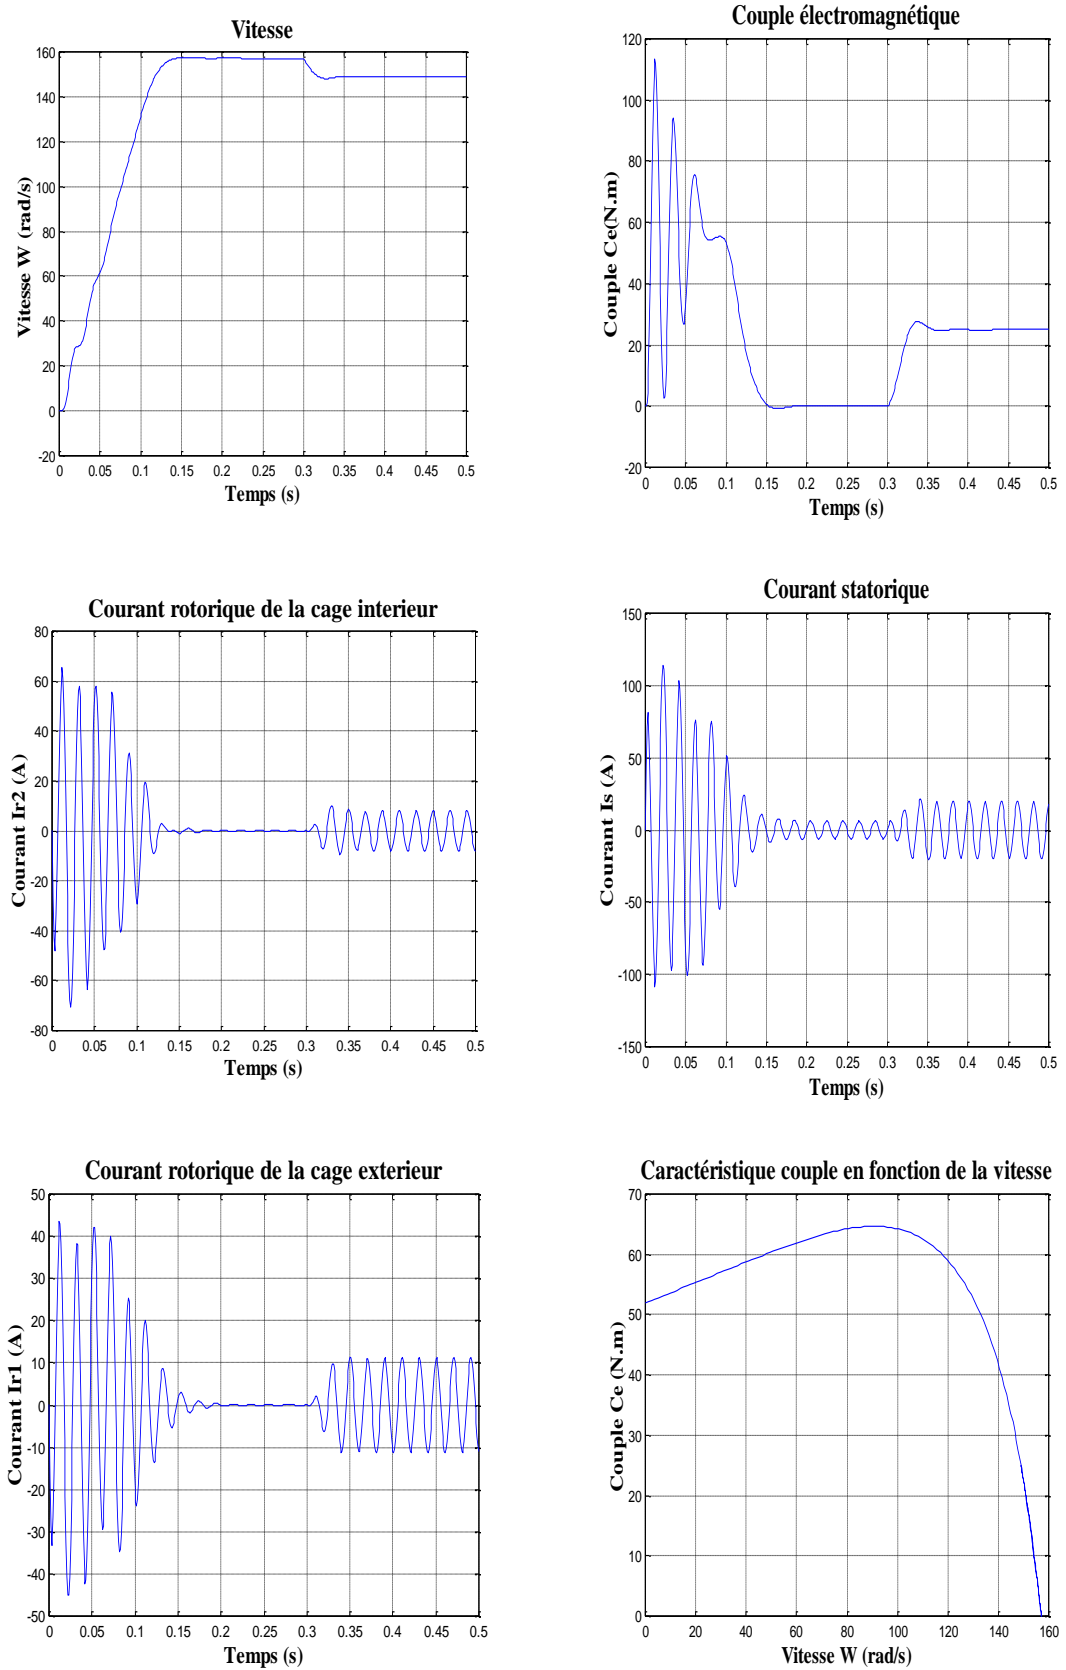 Vitesse
160
140
120
100
80
60
40
20
0
-20
Vitesse W (rad/s)
0 0.05 0.1 0.15 0.2 0.25 0.3 0.35 0.4 0.45 0.5
Temps (s)
Couple électromagnétique
120
100
80
60
40
20
0
-20
Couple Ce(N.m)
0 0.05 0.1 0.15 0.2 0.25 0.3 0.35 0.4 0.45 0.5
Temps (s)
Courant rotorique de la cage interieur
80
60
40
20
0
-20
-40
-60
-80
Courant Ir2 (A)
0 0.05 0.1 0.15 0.2 0.25 0.3 0.35 0.4 0.45 0.5
Temps (s)
Courant statorique
150
100
50
0
-50
-100
-150
Courant Is (A)
0 0.05 0.1 0.15 0.2 0.25 0.3 0.35 0.4 0.45 0.5
Temps (s)
Courant rotorique de la cage exterieur
50
40
30
20
10
0
-10
-20
-30
-40
-50
Courant Ir1 (A)
0 0.05 0.1 0.15 0.2 0.25 0.3 0.35 0.4 0.45 0.5
Temps (s)
Caractéristique couple en fonction de la vitesse
70
60
50
40
30
20
10
0
Couple Ce (N.m)
0 20 40 60 80 100 120 140 160
Vitesse W (rad/s)